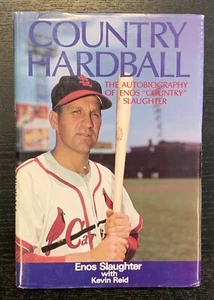 COUNTRY
HARDBALL
THE AUTOBIOGRAPHY
OF ENOS "COUNTRY"
SLAUGHTER
Enos Slaughter
with
Kevin Reid